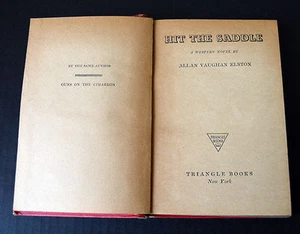 BY THE SAME AUTHOR
GUNS ON THE CIMARRON
HIT THE SADDLE
A WESTERN NOVEL BY
ALLAN VAUGHAN ELSTON
TRIANGLE
BOOKS
TRIANGLE BOOKS
New York